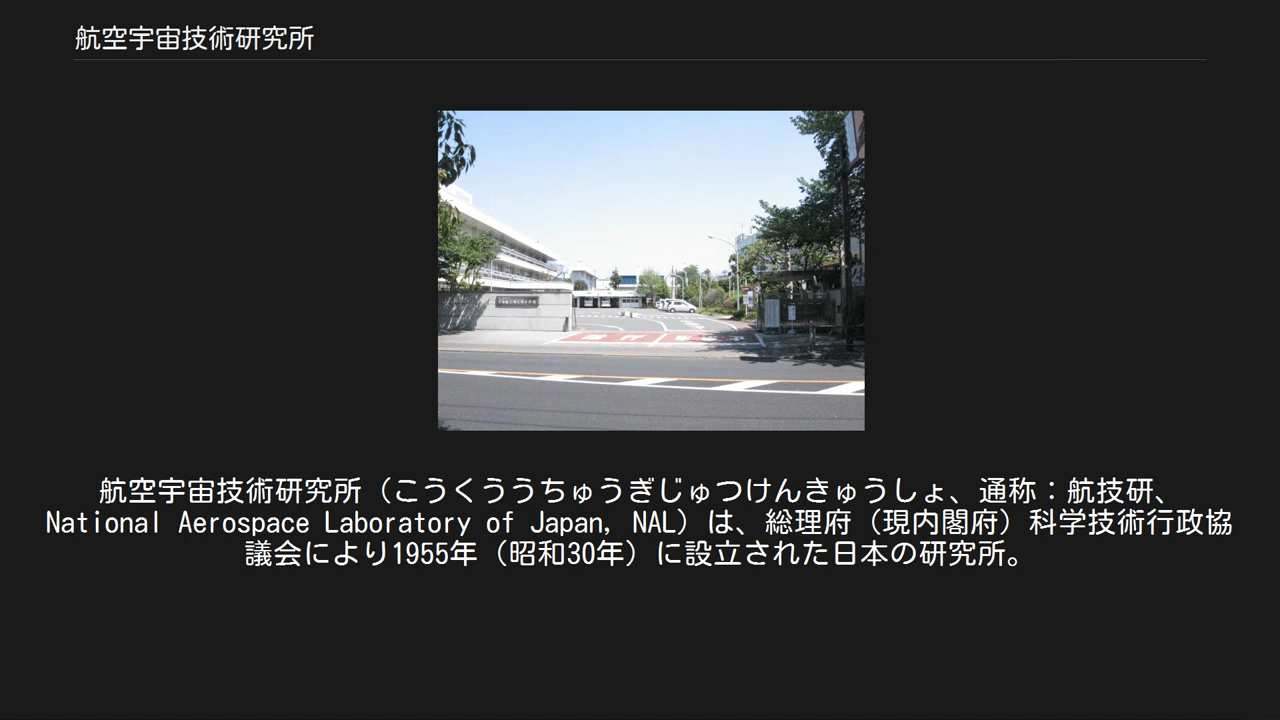 航空宇宙技術研究所
航空宇宙技術研究所（こうくううちゅうぎじゅつけんきゅうしょ、通称：航技研、
National Aerospace Laboratory of Japan, NAL）は、総理府（現内閣府）科学技術行政協
議会により1955年（昭和30年）に設立された日本の研究所。